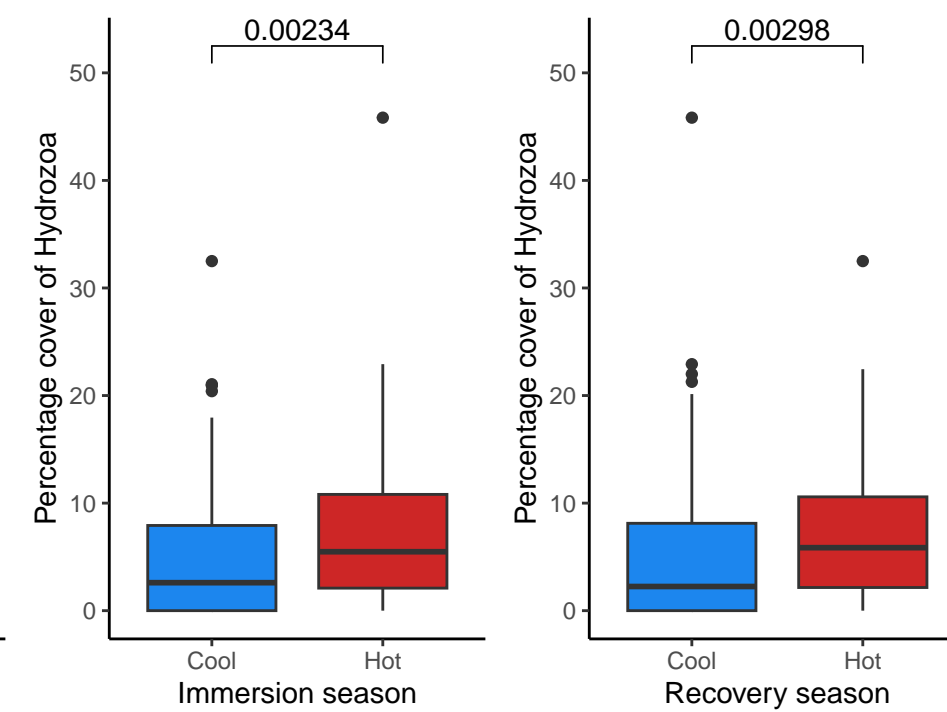 0.00234
Percentage cover of Hydrozoa
50
40
30
20
10
0
Cool Hot
Immersion season
0.00298
Percentage cover of Hydrozoa
50
40
30
20
10
0
Cool Hot
Recovery season